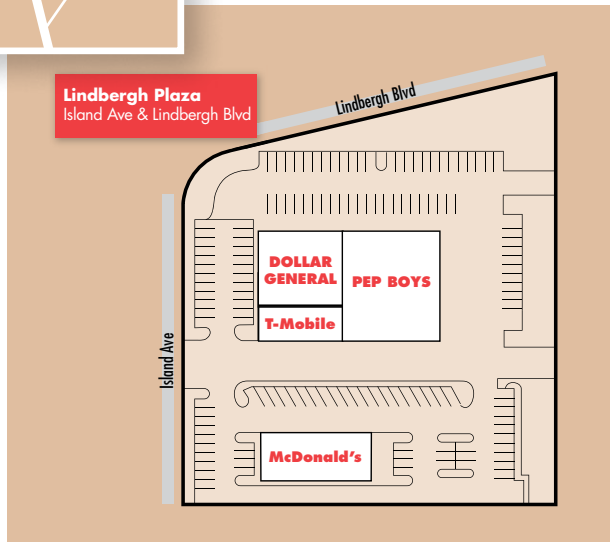 Lindbergh Plaza
Island Ave & Lindbergh Blvd
Lindbergh Blvd
DOLLAR
GENERAL
PEP BOYS
T-Mobile
Island Ave
McDonald's